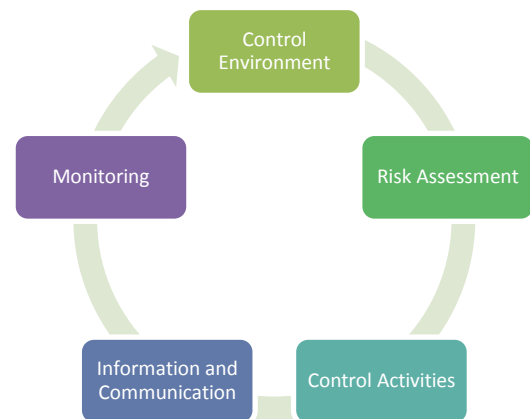 Control
Environment
Risk Assessment
Control Activities
Information and
Communication
Monitoring